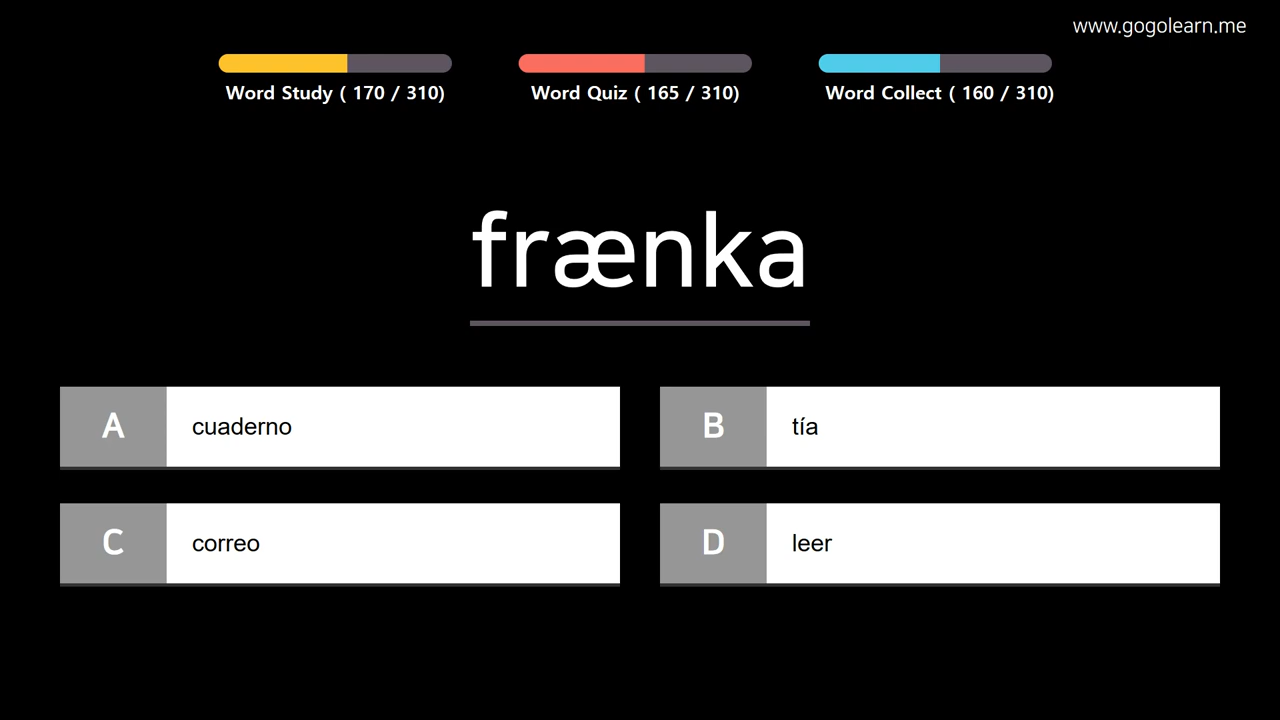 www.gogolearn.me
Word Study ( 170 / 310)
Word Quiz ( 165 / 310)
Word Collect ( 160 / 310)
frænka
A cuaderno
B tía
C correo
D leer